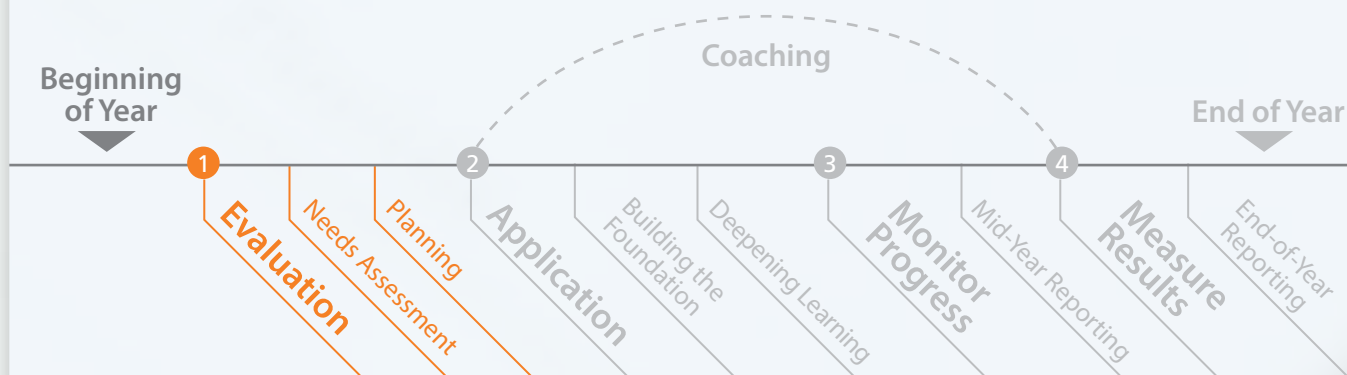 Coaching
Beginning
of Year
End of Year
1
2
3
4
Evaluation
Needs Assessment
Planning
Application
Building the
Foundation
Deepening Learning
Monitor
Progress
Mid-Year Reporting
Measure
Results
End-of-Year
Reporting